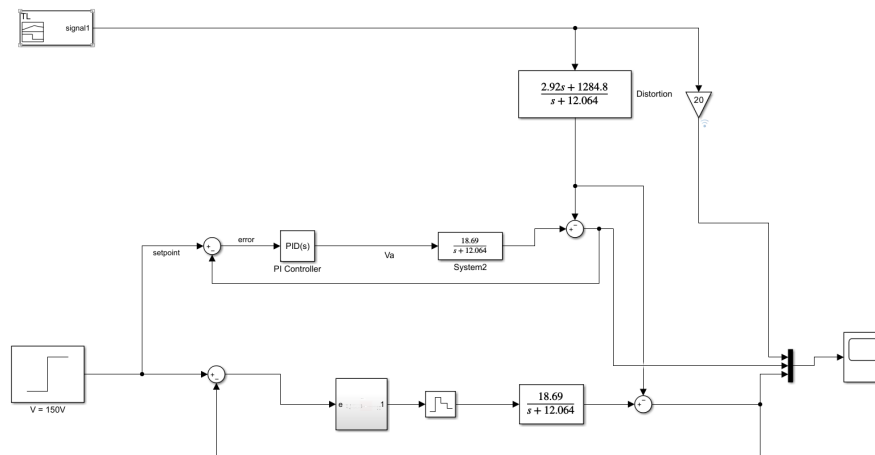 TL
signal1
2.92s + 1284.8
s + 12.064
Distortion
20
+
−
setpoint
+
−
error
PID(s)
PI Controller
Va
18.69
s + 12.064
System2
+
−
V = 150V
+
−
e
1
18.69
s + 12.064
+
−